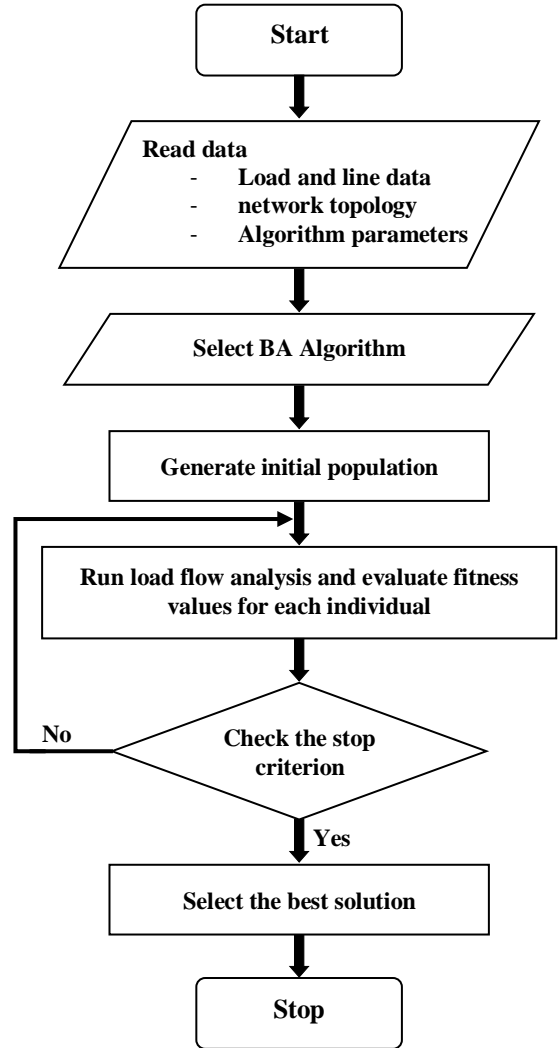 Start
Read data
- Load and line data
- network topology
- Algorithm parameters
Select BA Algorithm
Generate initial population
Run load flow analysis and evaluate fitness
values for each individual
No
Check the stop
criterion
Yes
Select the best solution
Stop